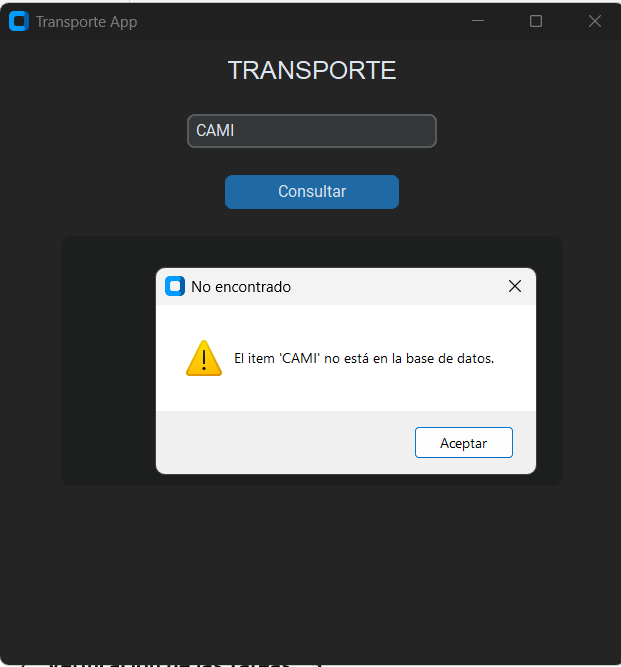 Transporte App
TRANSPORTE
CAMI
Consultar
No encontrado
El item 'CAMI' no está en la base de datos.
Aceptar